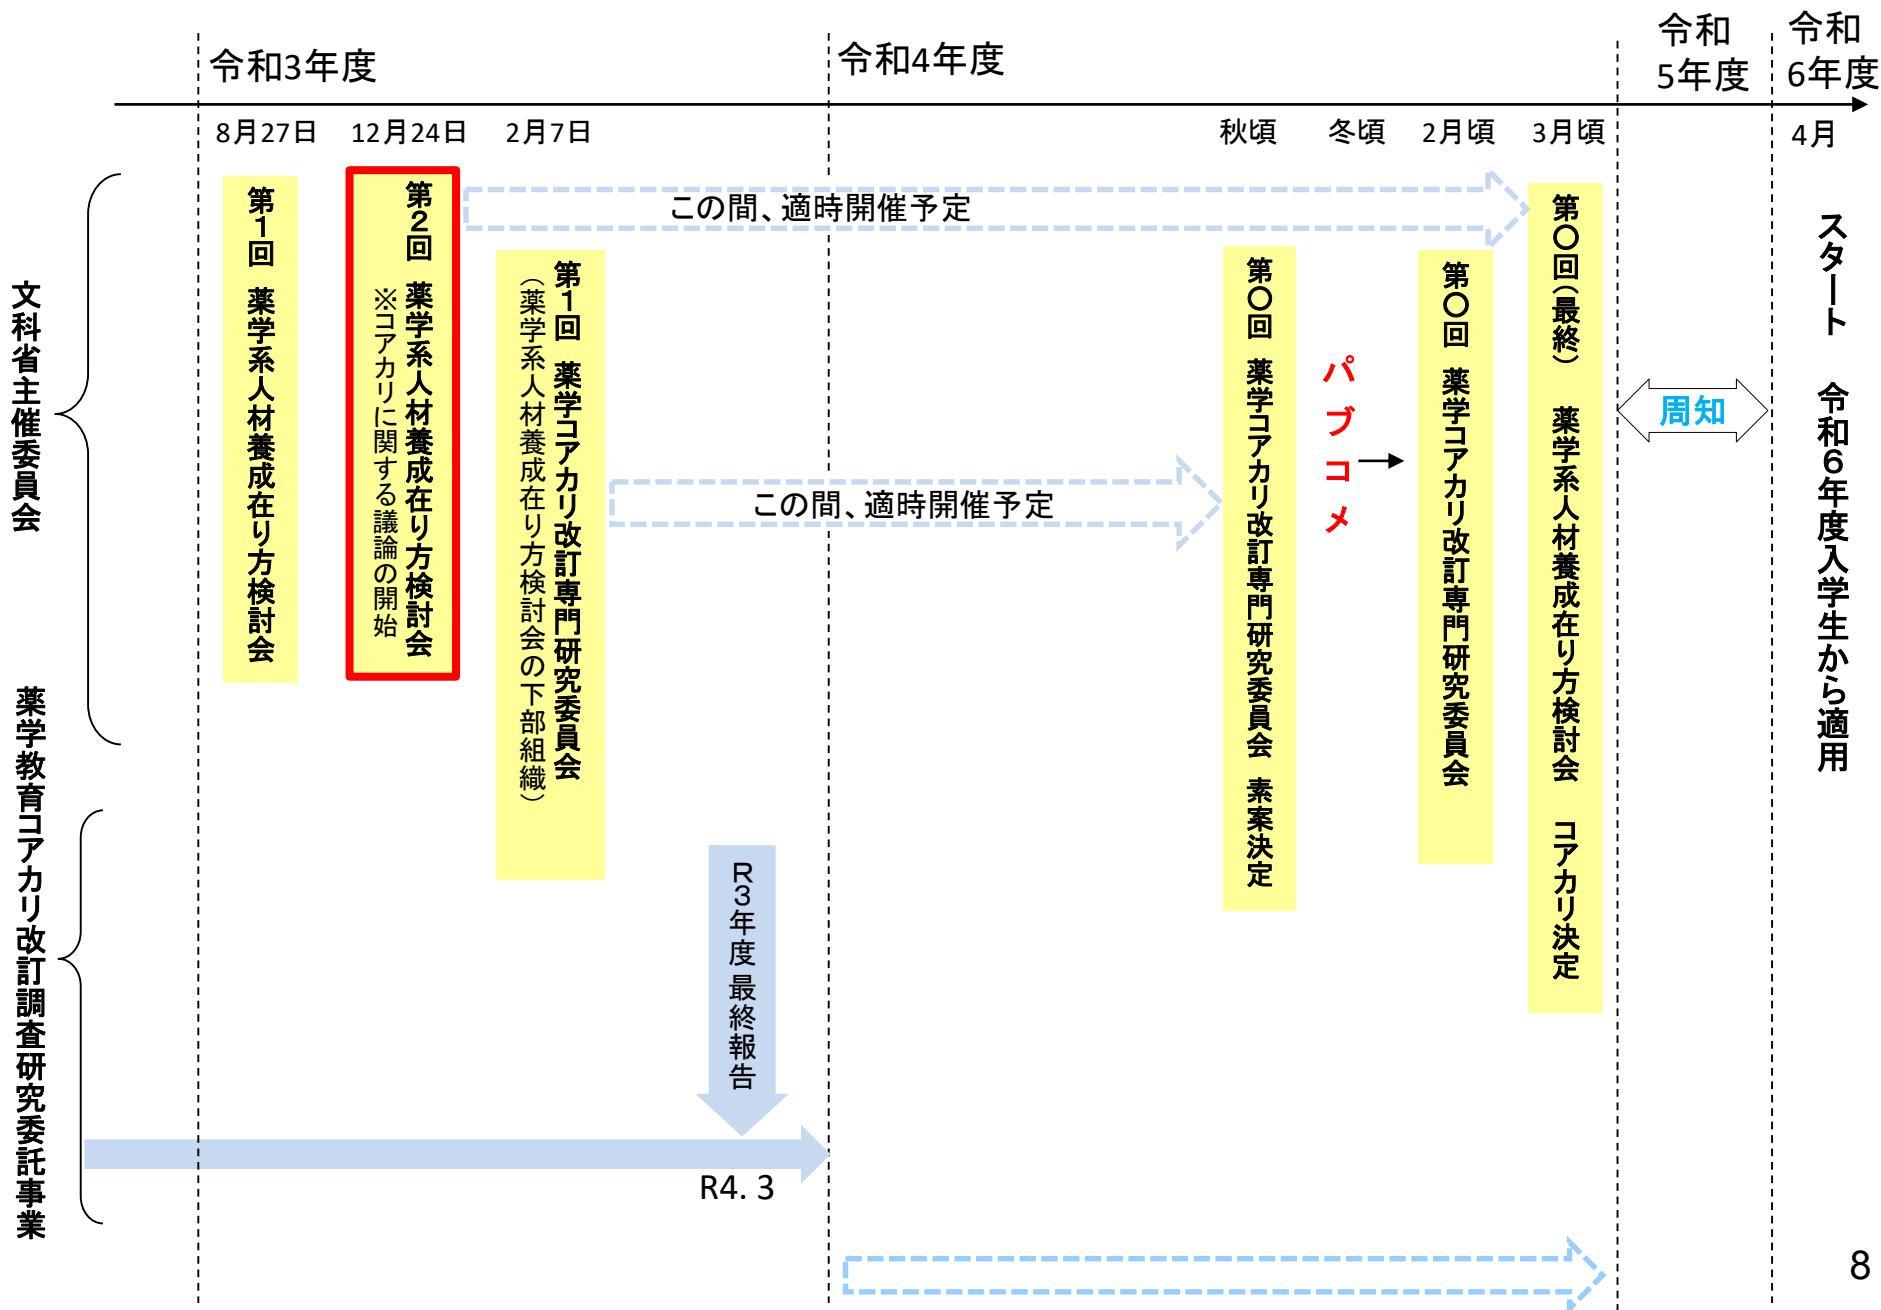 令和3年度
令和4年度
令和
5年度
令和
6年度
8月27日
12月24日
2月7日
秋頃
冬頃
2月頃
3月頃
4月
文科省主催委員会
第1回 薬学系人材養成在り方検討会
第2回 薬学系人材養成在り方検討会
※コアカリに関する議論の開始
この間、適時開催予定
第1回 薬学コアカリ改訂専門研究委員会
（薬学系人材養成在り方検討会の下部組織）
この間、適時開催予定
第〇回 薬学コアカリ改訂専門研究委員会 素案決定
パブコメ
第〇回 薬学コアカリ改訂専門研究委員会
第〇回（最終） 薬学系人材養成在り方検討会 コアカリ決定
周知
スタート 令和6年度入学生から適用
薬学教育コアカリ改訂調査研究委託事業
R3年度最終報告
R4. 3
8